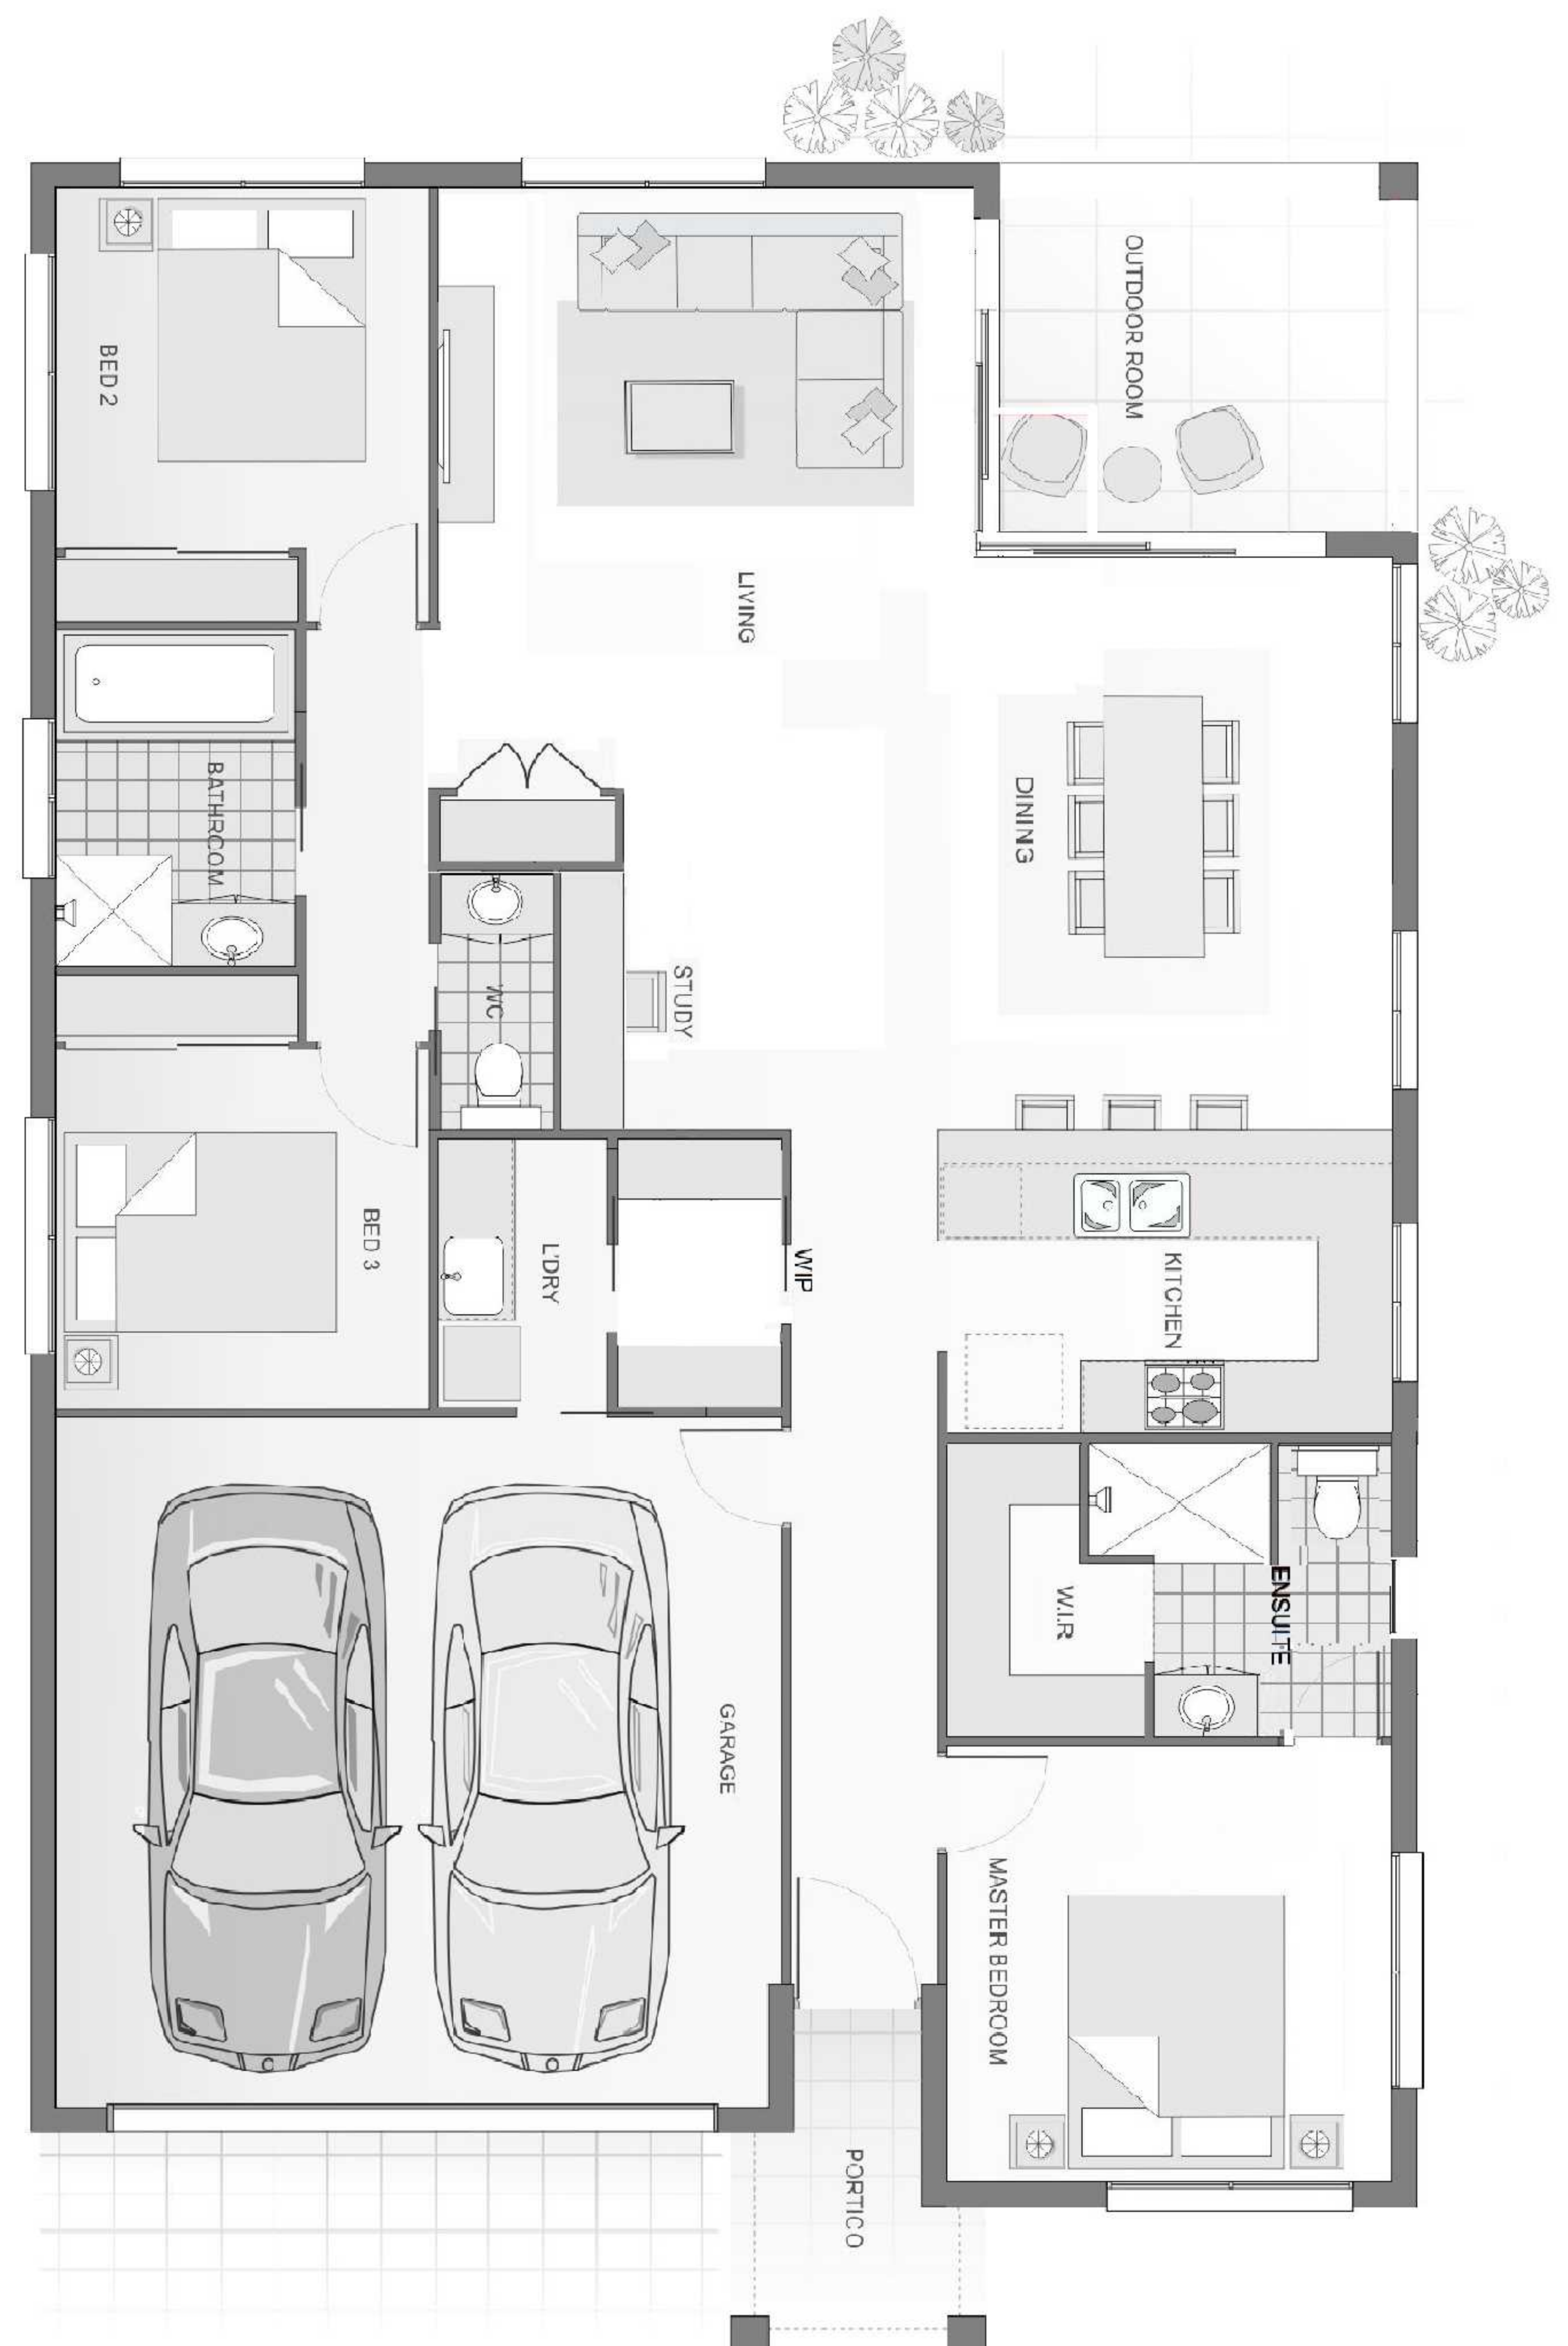 OUTDOOR ROOM
BED 2
LIVING
DINING
BATHROOM
STUDY
WC
BED 3
L'DRY
WIP
KITCHEN
W.I.R
ENSUITE
GARAGE
MASTER BEDROOM
PORTICO